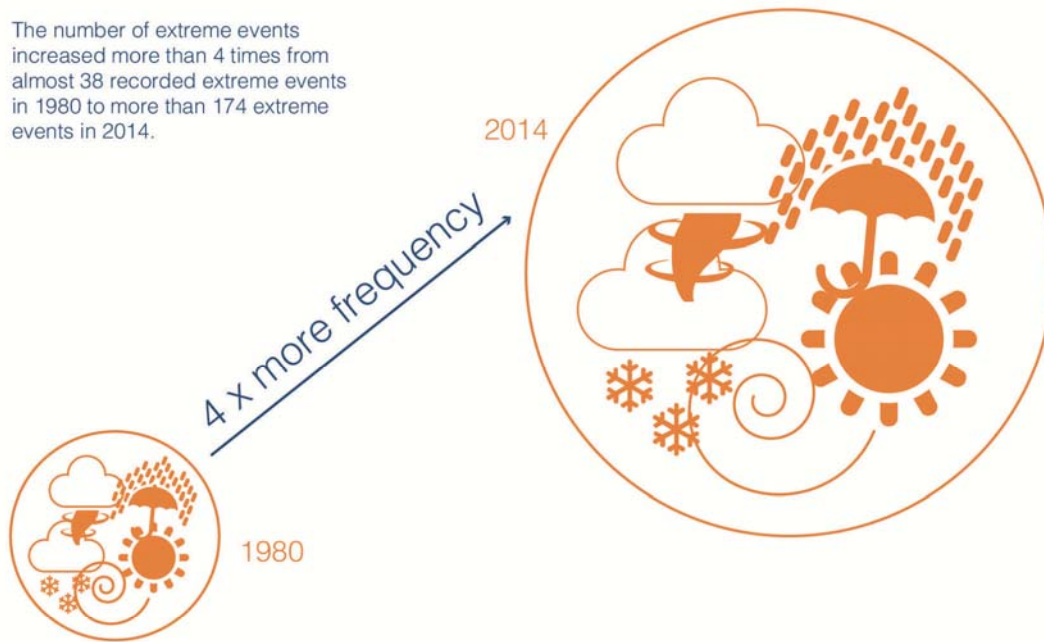 The number of extreme events
increased more than 4 times from
almost 38 recorded extreme events
in 1980 to more than 174 extreme
events in 2014.
2014
4 x more frequency
1980